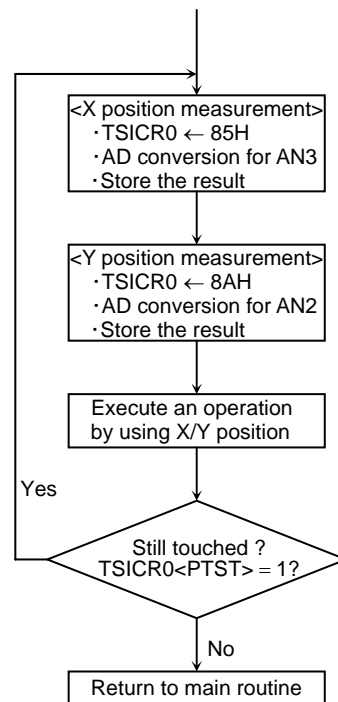 <X position measurement>
・TSICR0 ← 85H
・AD conversion for AN3
・Store the result
<Y position measurement>
・TSICR0 ← 8AH
・AD conversion for AN2
・Store the result
Execute an operation
by using X/Y position
Yes
Still touched ?
TSICR0<PTST> = 1?
No
Return to main routine